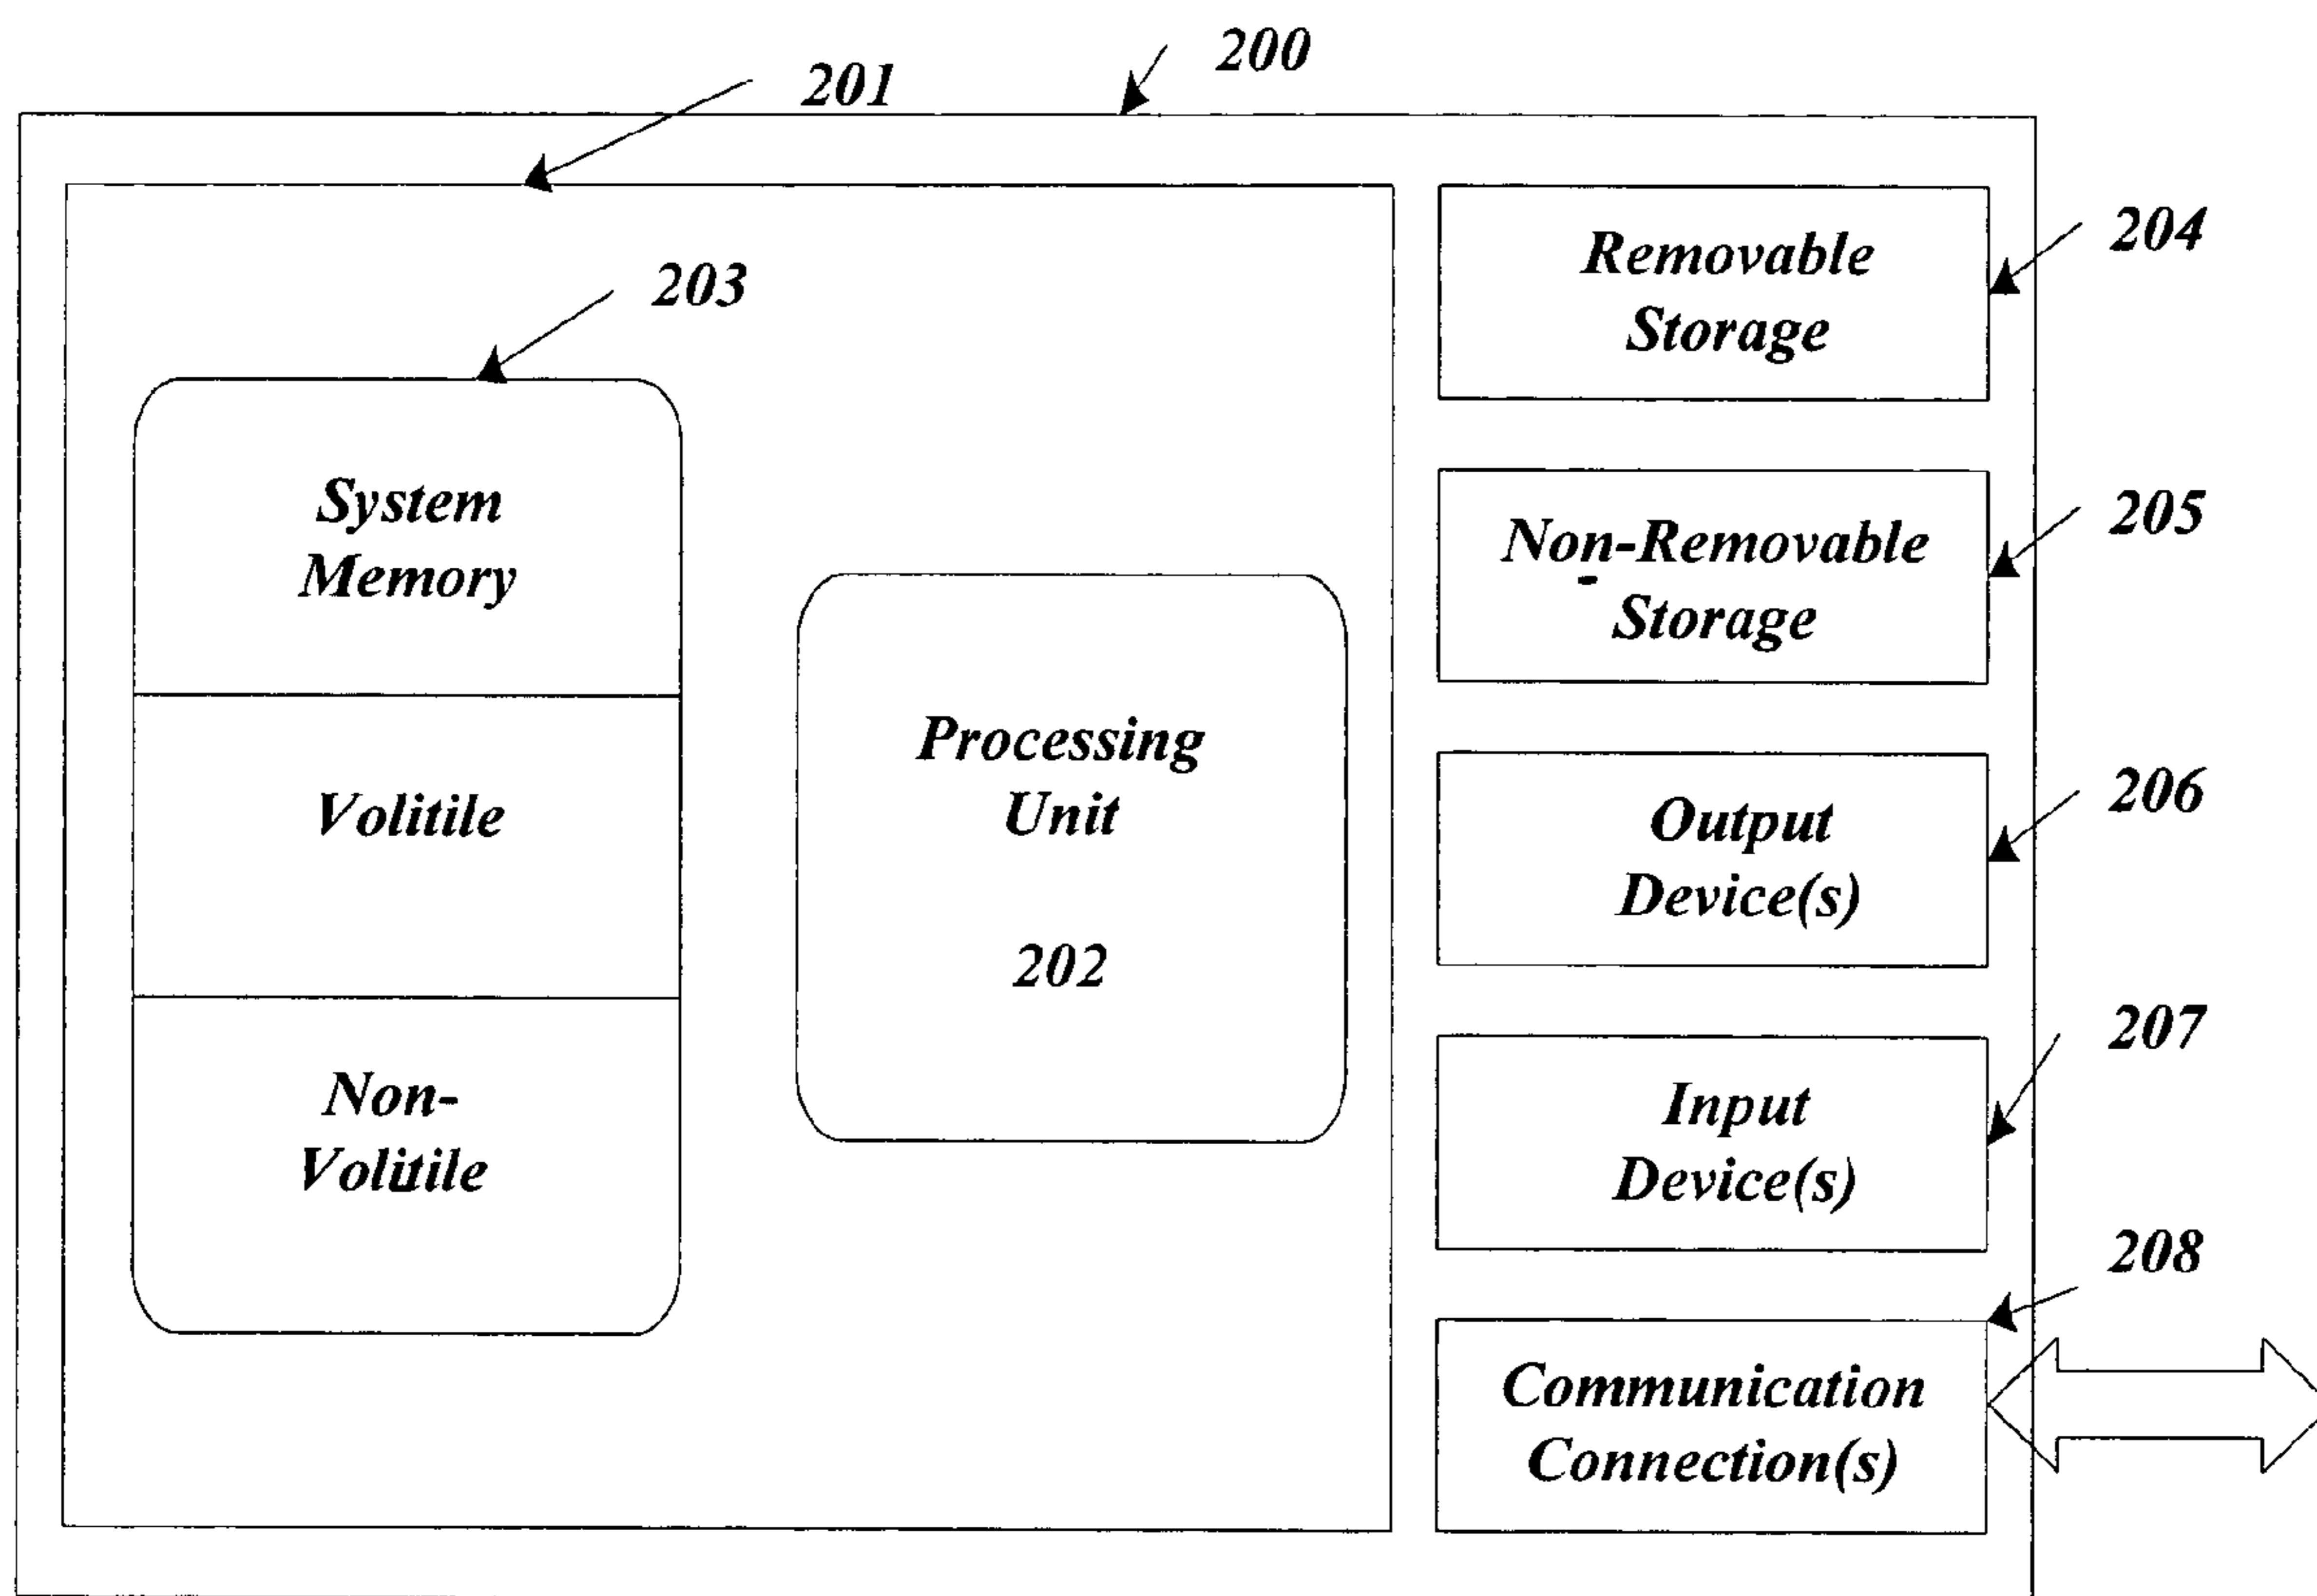 200
201
203
System
Memory
Volitile
Non-
Volitile
Processing
Unit
202
Removable
Storage
204
Non-Removable
Storage
205
Output
Device(s)
206
Input
Device(s)
207
Communication
Connection(s)
208